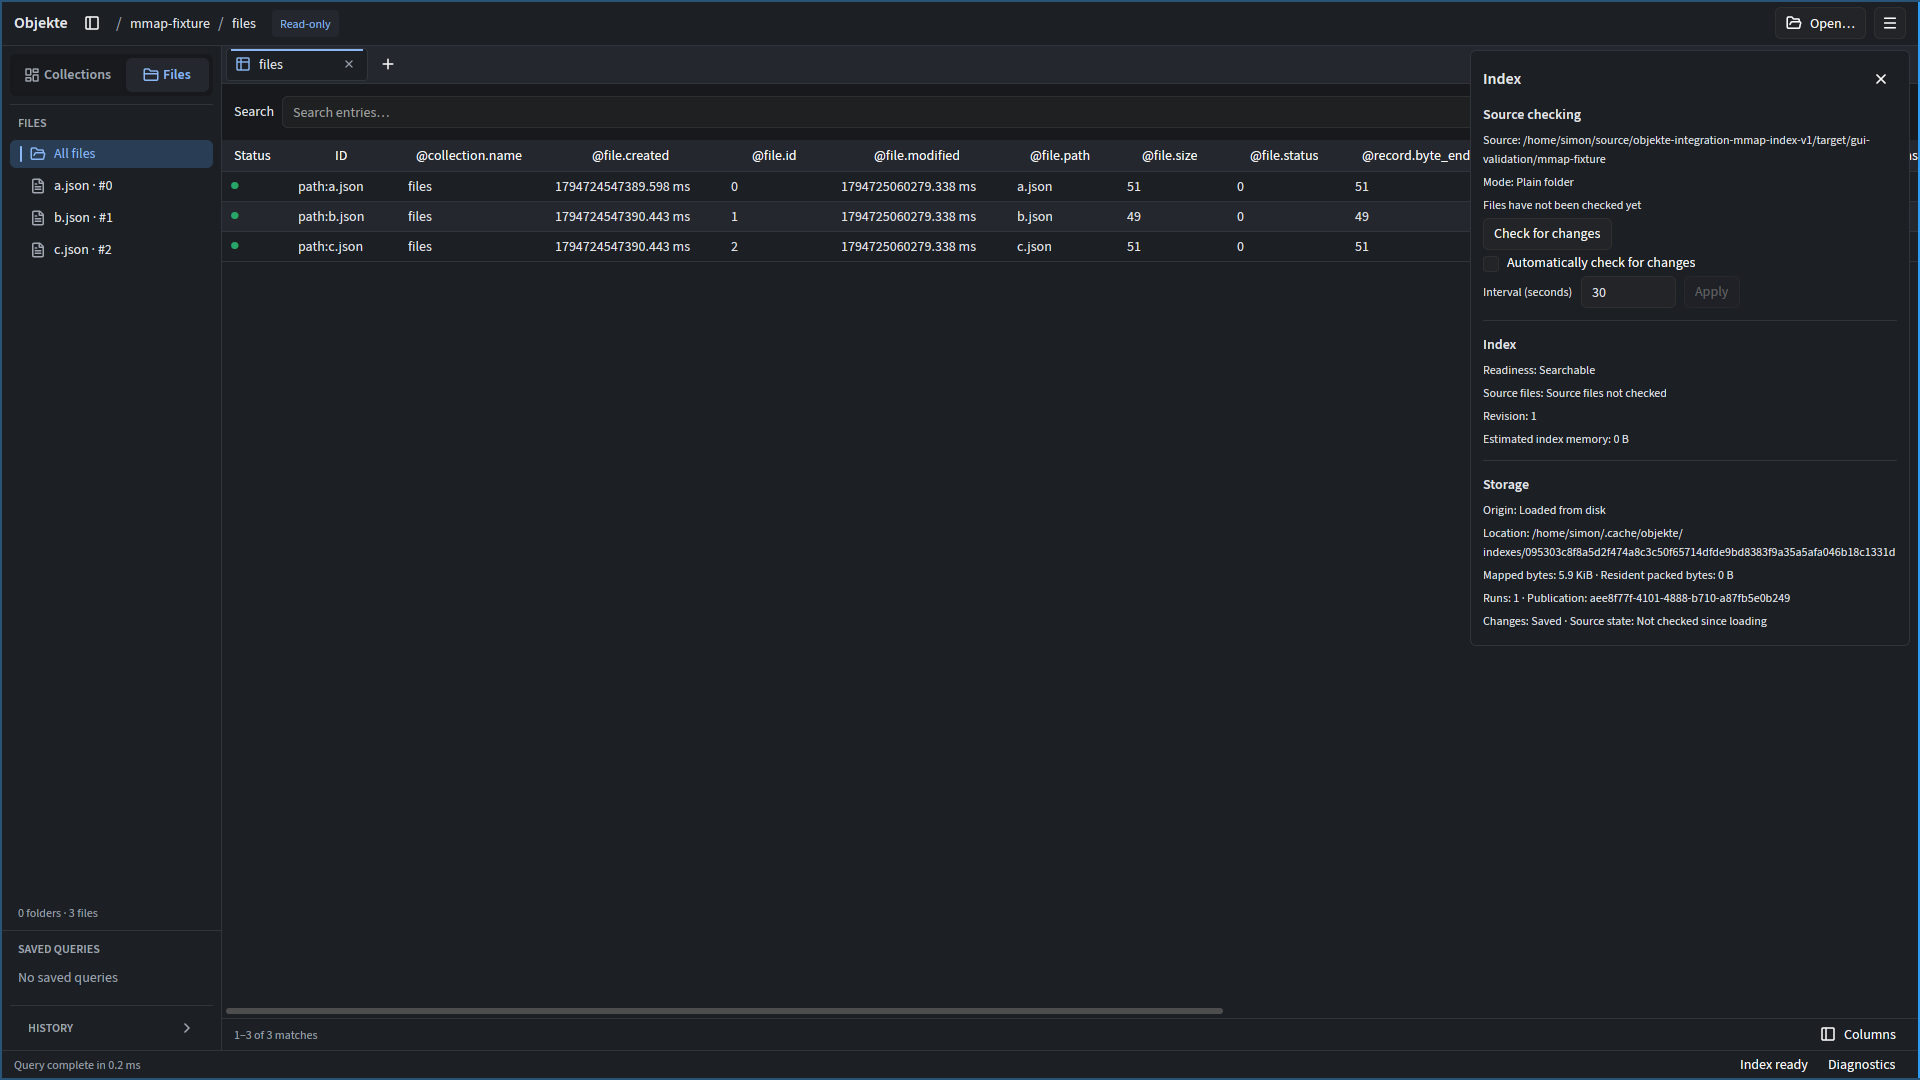 Objekte / mmap-fixture / files Read-only Open…
Collections Files
FILES
All files
a.json · #0
b.json · #1
c.json · #2
0 folders · 3 files
SAVED QUERIES
No saved queries
HISTORY
files
Search Search entries…
Status ID @collection.name @file.created @file.id @file.modified @file.path @file.size @file.status @record.byte_end
path:a.json files 1794724547389.598 ms 0 1794725060279.338 ms a.json 51 0 51
path:b.json files 1794724547390.443 ms 1 1794725060279.338 ms b.json 49 0 49
path:c.json files 1794724547390.443 ms 2 1794725060279.338 ms c.json 51 0 51
Index
Source checking
Source: /home/simon/source/objekte-integration-mmap-index-v1/target/gui-
validation/mmap-fixture
Mode: Plain folder
Files have not been checked yet
Check for changes
Automatically check for changes
Interval (seconds) 30 Apply
Index
Readiness: Searchable
Source files: Source files not checked
Revision: 1
Estimated index memory: 0 B
Storage
Origin: Loaded from disk
Location: /home/simon/.cache/objekte/
indexes/095303c8f8a5d2f474a8c3c50f65714dfde9bd8383f9a35a5afa046b18c1331d
Mapped bytes: 5.9 KiB · Resident packed bytes: 0 B
Runs: 1 · Publication: aee8f77f-4101-4888-b710-a87fb5e0b249
Changes: Saved · Source state: Not checked since loading
1–3 of 3 matches Columns
Query complete in 0.2 ms Index ready Diagnostics